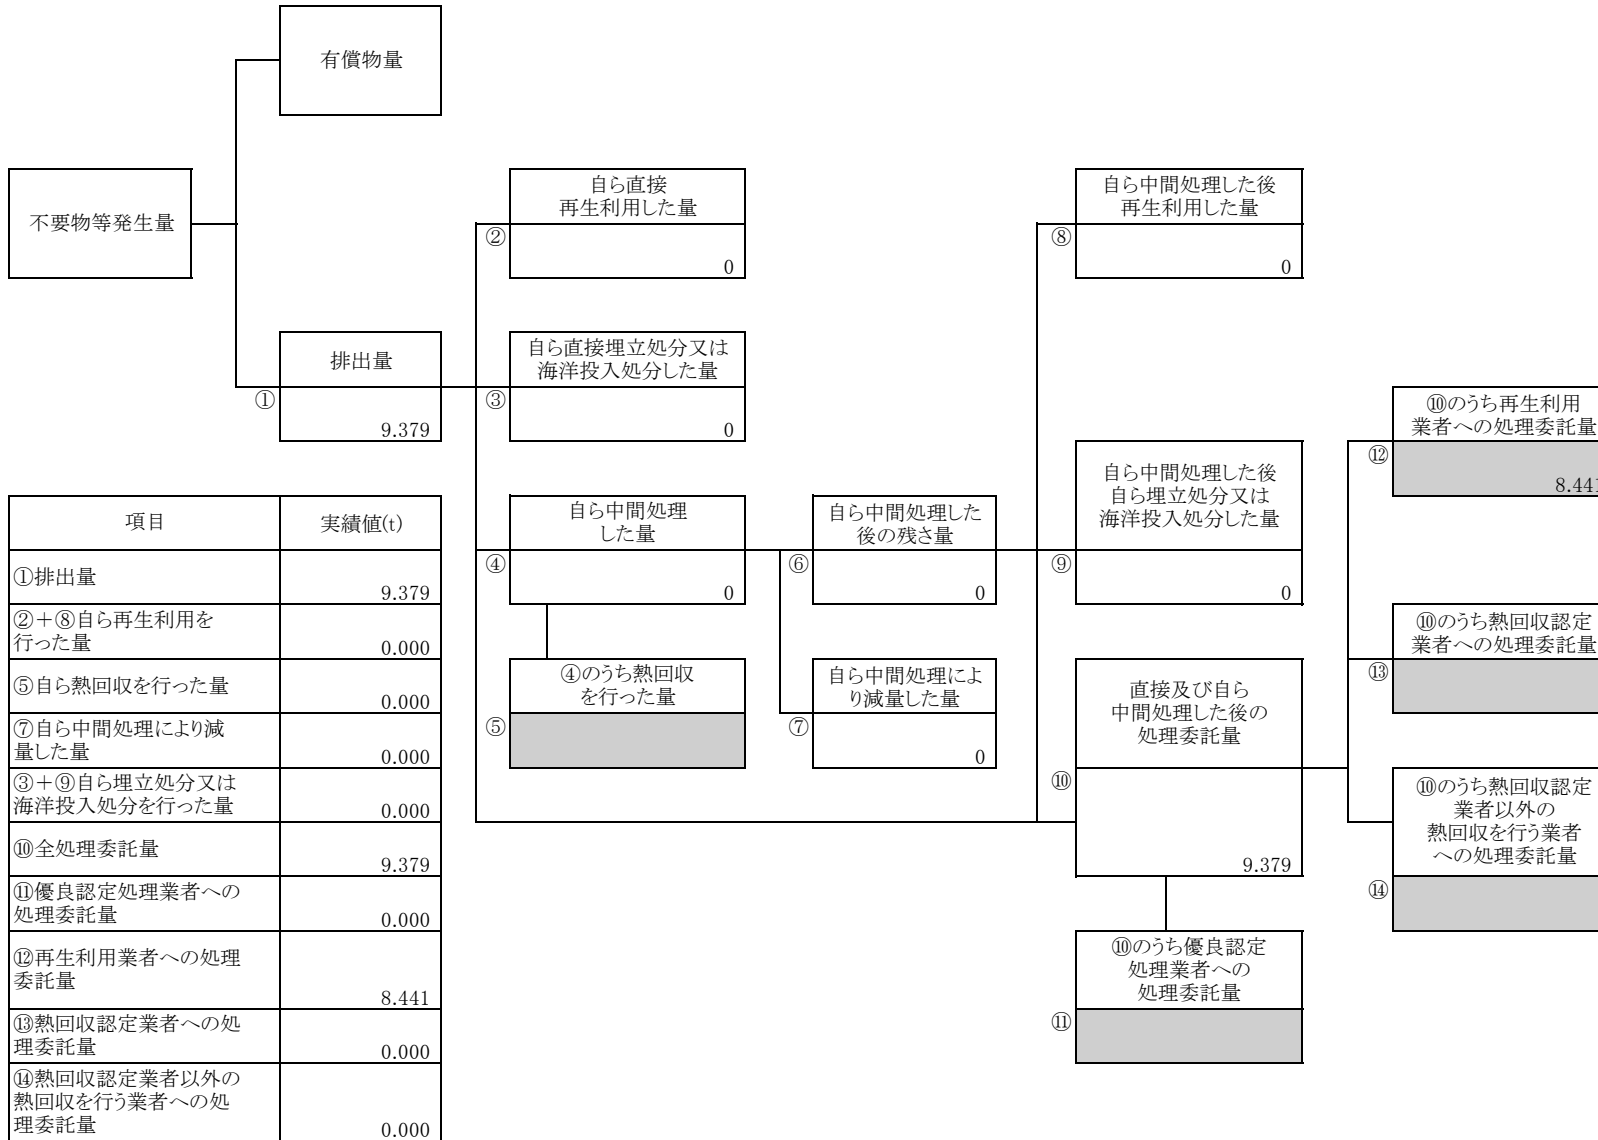 有償物量
不要物等発生量
自ら直接
再生利用した量
②
0
自ら中間処理した後
再生利用した量
⑧
0
排出量
①
9.379
自ら直接埋立処分又は
海洋投入処分した量
③
0
⑩のうち再生利用
業者への処理委託量
⑫
8.441
自ら中間処理
した量
④
0
自ら中間処理した
後の残さ量
⑥
0
自ら中間処理した後
自ら埋立処分又は
海洋投入処分した量
⑨
0
④のうち熱回収
を行った量
⑤
自ら中間処理によ
り減量した量
⑦
0
直接及び自ら
中間処理した後の
処理委託量
⑩
9.379
⑩のうち熱回収認定
業者への処理委託量
⑬
⑩のうち熱回収認定
業者以外の
熱回収を行う業者
への処理委託量
⑭
⑩のうち優良認定
処理業者への
処理委託量
⑪
項目 実績値(t)
①排出量 9.379
②+⑧自ら再生利用を
行った量 0.000
⑤自ら熱回収を行った量 0.000
⑦自ら中間処理により減
量した量 0.000
③+⑨自ら埋立処分又は
海洋投入処分を行った量 0.000
⑩全処理委託量 9.379
⑪優良認定処理業者への
処理委託量 0.000
⑫再生利用業者への処理
委託量 8.441
⑬熱回収認定業者への処
理委託量 0.000
⑭熱回収認定業者以外の
熱回収を行う業者への処
理委託量 0.000